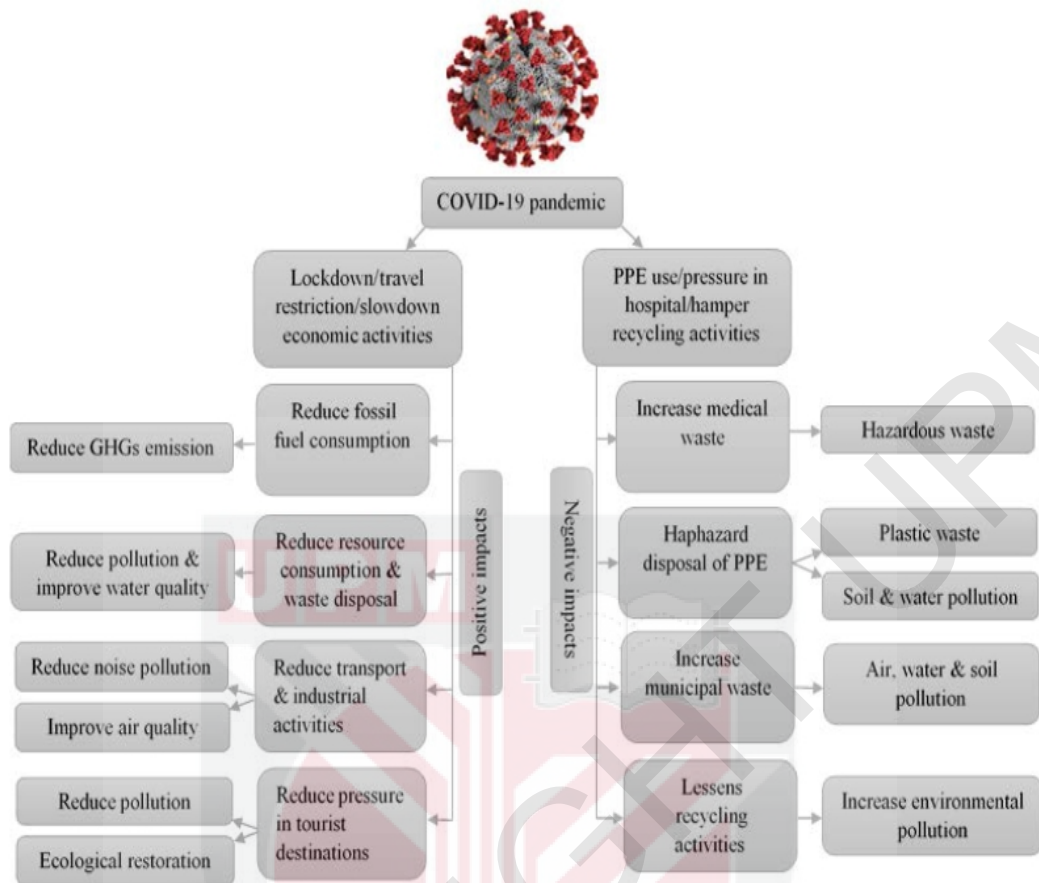 COVID-19 pandemic
Lockdown/travel
restriction/slowdown
economic activities
PPE use/pressure in
hospital/hamper
recycling activities
Positive impacts
Reduce fossil
fuel consumption
Reduce GHGs emission
Reduce resource
consumption &
waste disposal
Reduce pollution &
improve water quality
Reduce transport
& industrial
activities
Reduce noise pollution
Improve air quality
Reduce pressure
in tourist
destinations
Reduce pollution
Ecological restoration
Negative impacts
Increase medical
waste
Hazardous waste
Haphazard
disposal of PPE
Plastic waste
Soil & water pollution
Increase
municipal waste
Air, water & soil
pollution
Lessens
recycling
activities
Increase environmental
pollution
UPM
GHT UPM